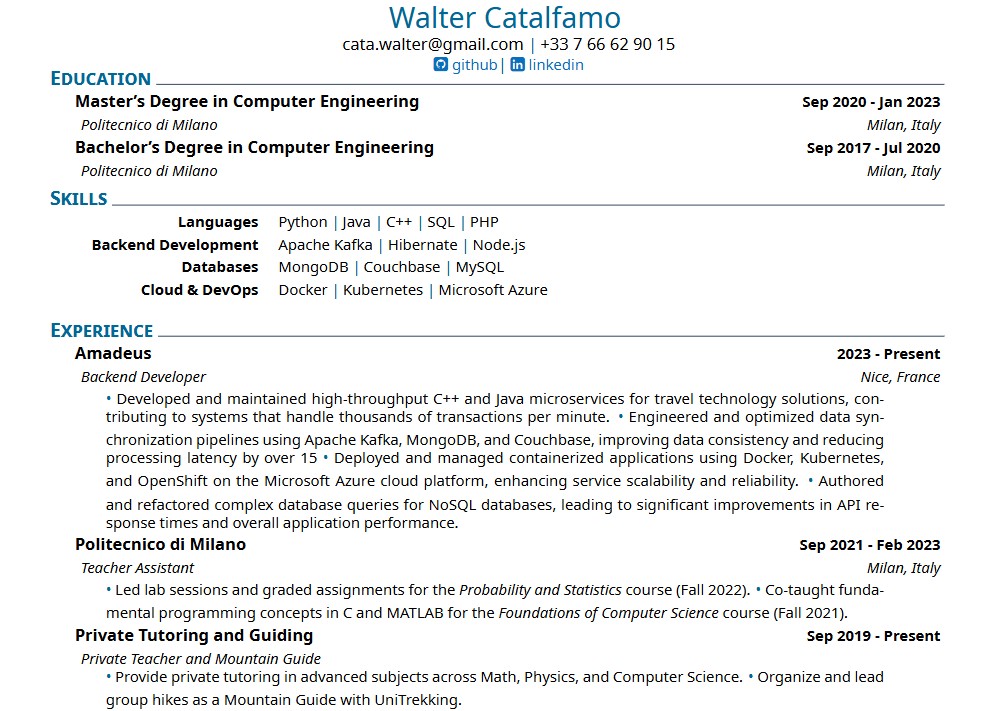 Walter Catalfamo
cata.walter@gmail.com | +33 7 66 62 90 15
github| linkedin
EDUCATION
Master's Degree in Computer Engineering Sep 2020 - Jan 2023
Politecnico di Milano Milan, Italy
Bachelor's Degree in Computer Engineering Sep 2017 - Jul 2020
Politecnico di Milano Milan, Italy
SKILLS
Languages Python | Java | C++ | SQL | PHP
Backend Development Apache Kafka | Hibernate | Node.js
Databases MongoDB | Couchbase | MySQL
Cloud & DevOps Docker | Kubernetes | Microsoft Azure
EXPERIENCE
Amadeus 2023 - Present
Backend Developer Nice, France
• Developed and maintained high-throughput C++ and Java microservices for travel technology solutions, con-
tributing to systems that handle thousands of transactions per minute. • Engineered and optimized data syn-
chronization pipelines using Apache Kafka, MongoDB, and Couchbase, improving data consistency and reducing
processing latency by over 15 • Deployed and managed containerized applications using Docker, Kubernetes,
and OpenShift on the Microsoft Azure cloud platform, enhancing service scalability and reliability. • Authored
and refactored complex database queries for NoSQL databases, leading to significant improvements in API re-
sponse times and overall application performance.
Politecnico di Milano Sep 2021 - Feb 2023
Teacher Assistant Milan, Italy
• Led lab sessions and graded assignments for the Probability and Statistics course (Fall 2022). • Co-taught funda-
mental programming concepts in C and MATLAB for the Foundations of Computer Science course (Fall 2021).
Private Tutoring and Guiding Sep 2019 - Present
Private Teacher and Mountain Guide
• Provide private tutoring in advanced subjects across Math, Physics, and Computer Science. • Organize and lead
group hikes as a Mountain Guide with UniTrekking.